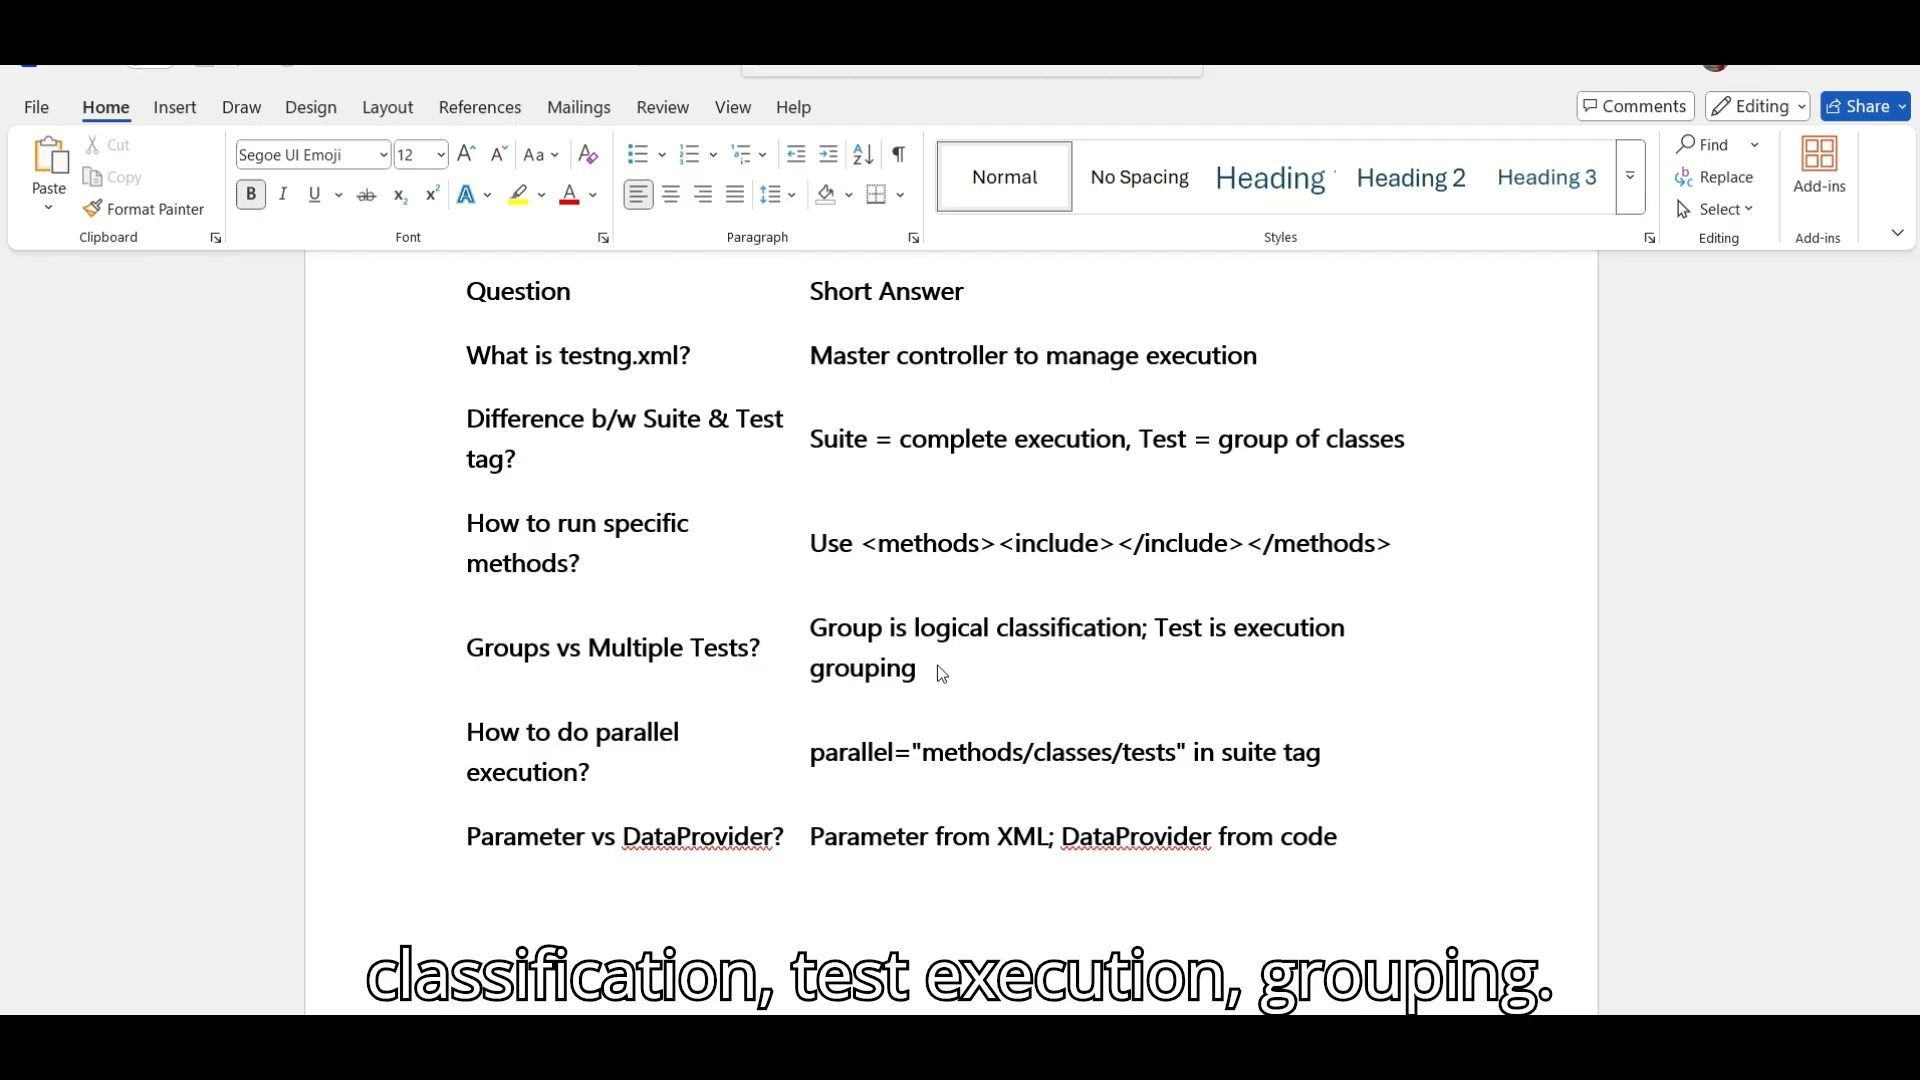 File Home Insert Draw Design Layout References Mailings Review View Help Comments Editing Share
Paste Cut Copy Format Painter
Clipboard
Segoe UI Emoji 12 Aa
B I U ab
Font
Paragraph
Normal No Spacing Heading Heading 2 Heading 3
Styles
Find Replace Select
Editing
Add-ins
Add-ins
Question Short Answer
What is testng.xml? Master controller to manage execution
Difference b/w Suite & Test
tag?
Suite = complete execution, Test = group of classes
How to run specific
methods?
Use <methods><include></include></methods>
Groups vs Multiple Tests?
Group is logical classification; Test is execution
grouping
How to do parallel
execution?
parallel="methods/classes/tests" in suite tag
Parameter vs DataProvider? Parameter from XML; DataProvider from code
classification, test execution, grouping.